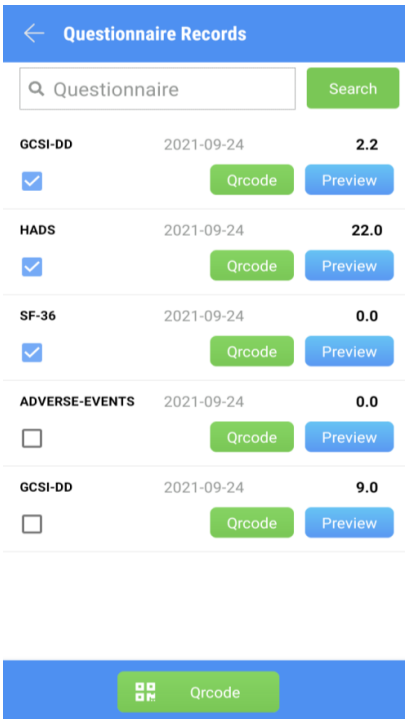 Questionnaire Records
Questionnaire Search
GCSI-DD 2021-09-24 2.2
Qrcode Preview
HADS 2021-09-24 22.0
Qrcode Preview
SF-36 2021-09-24 0.0
Qrcode Preview
ADVERSE-EVENTS 2021-09-24 0.0
Qrcode Preview
GCSI-DD 2021-09-24 9.0
Qrcode Preview
Qrcode